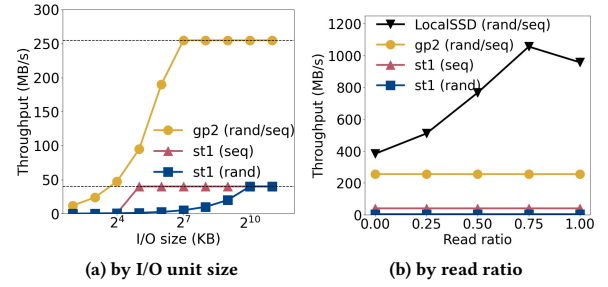 300
250
200
150
100
50
0
Throughput (MB/s)
gp2 (rand/seq)
st1 (seq)
st1 (rand)
2^4
2^7
2^10
I/O size (KB)
(a) by I/O unit size
1200
1000
800
600
400
200
0
Throughput (MB/s)
LocalSSD (rand/seq)
gp2 (rand/seq)
st1 (seq)
st1 (rand)
0.00 0.25 0.50 0.75 1.00
Read ratio
(b) by read ratio